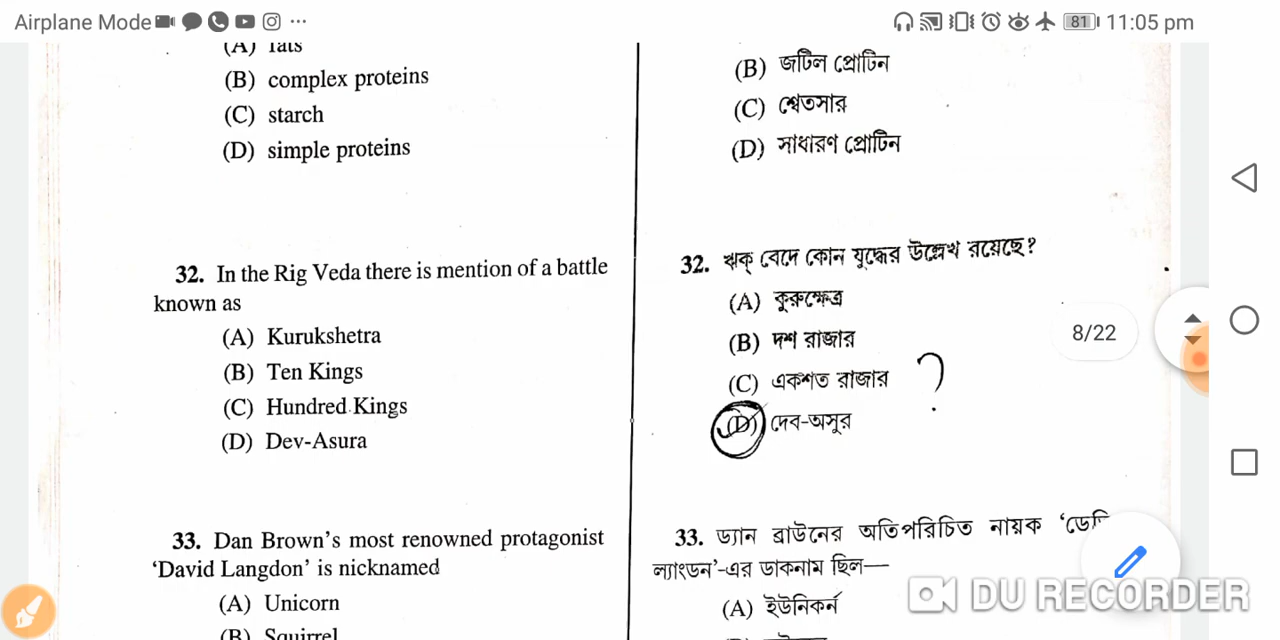 Airplane Mode
81 11:05 pm
(A) fats
(B) complex proteins
(C) starch
(D) simple proteins
32. In the Rig Veda there is mention of a battle
known as
(A) Kurukshetra
(B) Ten Kings
(C) Hundred Kings
(D) Dev-Asura
33. Dan Brown's most renowned protagonist
'David Langdon' is nicknamed
(A) Unicorn
(B) Squirrel
(B) জটিল প্রোটিন
(C) শ্বেতসার
(D) সাধারণ প্রোটিন
32. ঋক্ বেদে কোন যুদ্ধের উল্লেখ রয়েছে?
(A) কুরুক্ষেত্র
(B) দশ রাজার
(C) একশত রাজার ?
(D) দেব-অসুর
33. ড্যান ব্রাউনের অতিপরিচিত নায়ক
ল্যাংডন'-এর ডাকনাম ছিল—
(A) ইউনিকর্ন
8/22
DU RECORDER